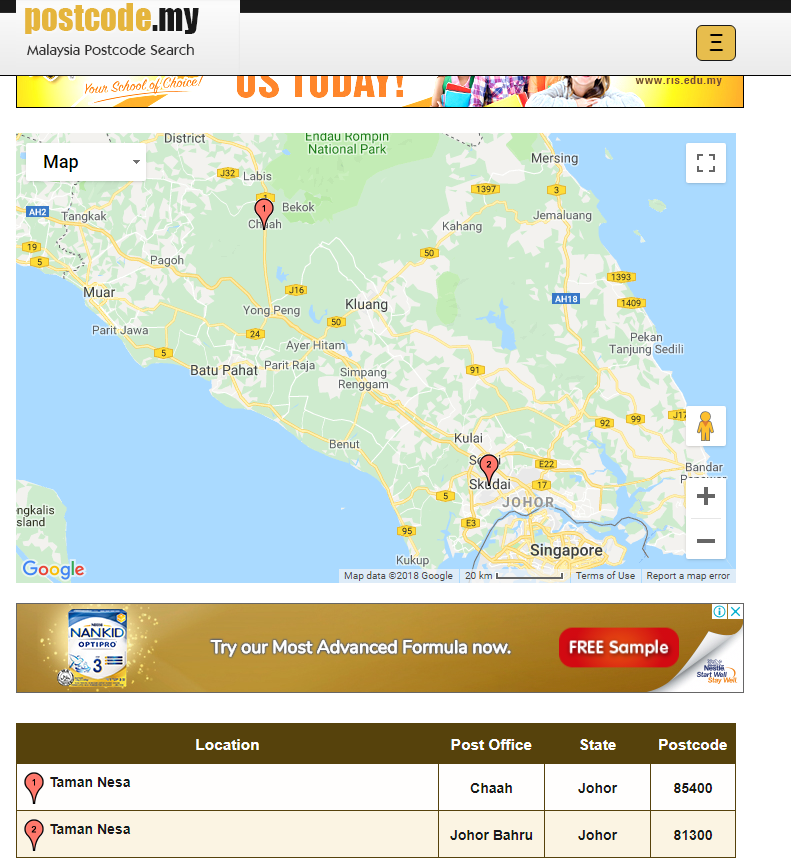 postcode.my
Malaysia Postcode Search
Your School of Choice!
US TODAY!
www.ris.edu.my
Map
District
Endau Rompin
National Park
Mersing
J32
Labis
1
1397
3
AH2
Tangkak
1
Bekok
Chaah
Kahang
Jemaluang
19
5
Pagoh
50
1393
Muar
J16
Kluang
AH18
1409
Yong Peng
50
Parit Jawa
24
Ayer Hitam
Pekan
Tanjung Sedili
5
Batu Pahat
Parit Raja
Simpang
Renggam
91
92
99
J17
Benut
Kulai
2
E22
Bandar
Skudai
17
5
JOHOR
ngkalis
sland
95
E3
Singapore
Kukup
Google
Map data ©2018 Google
20 km
Terms of Use
Report a map error
NANKID
OPTIPRO
3
Try our Most Advanced Formula now.
FREE Sample
Nestle
Start Well
Stay Well
Location Post Office State Postcode
1 Taman Nesa Chaah Johor 85400
2 Taman Nesa Johor Bahru Johor 81300